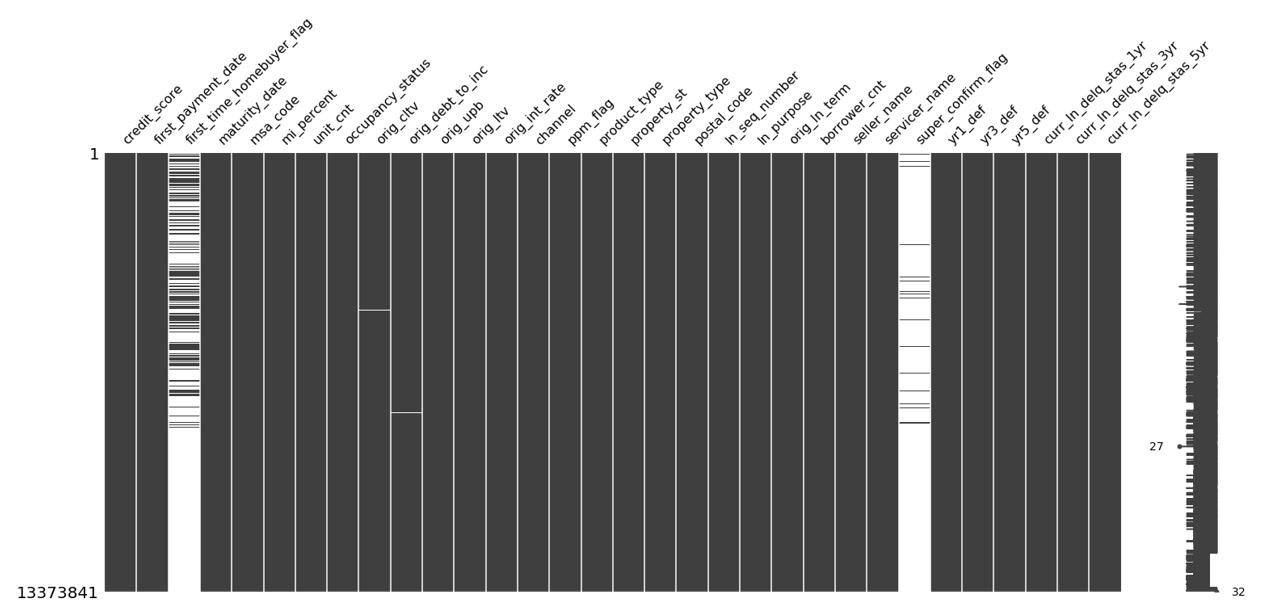 credit_score
first_payment_date
first_time_homebuyer_flag
maturity_date
msa_code
mi_percent
unit_cnt
occupancy_status
orig_cltv
orig_debt_to_inc
orig_upb
orig_ltv
orig_int_rate
channel
ppm_flag
product_type
property_st
property_type
postal_code
ln_seq_number
ln_purpose
orig_ln_term
borrower_cnt
seller_name
servicer_name
super_confirm_flag
yr1_def
yr3_def
yr5_def
curr_ln_delq_stas_1yr
curr_ln_delq_stas_3yr
curr_ln_delq_stas_5yr
1
27
13373841
32